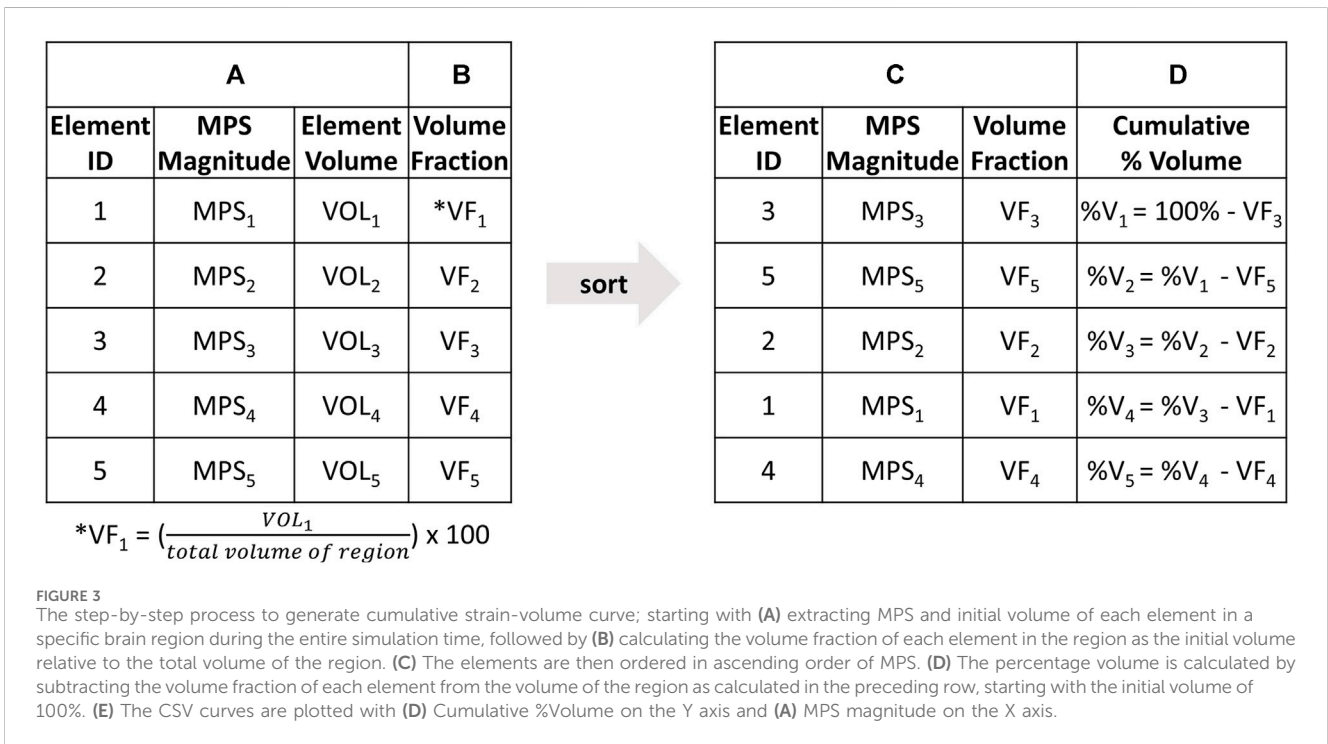 A B
Element ID MPS Magnitude Element Volume Volume Fraction
1 MPS₁ VOL₁ *VF₁
2 MPS₂ VOL₂ VF₂
3 MPS₃ VOL₃ VF₃
4 MPS₄ VOL₄ VF₄
5 MPS₅ VOL₅ VF₅
*VF₁ = (VOL₁ / total volume of region) x 100
sort
C D
Element ID MPS Magnitude Volume Fraction Cumulative % Volume
3 MPS₃ VF₃ %V₁ = 100% - VF₃
5 MPS₅ VF₅ %V₂ = %V₁ - VF₅
2 MPS₂ VF₂ %V₃ = %V₂ - VF₂
1 MPS₁ VF₁ %V₄ = %V₃ - VF₁
4 MPS₄ VF₄ %V₅ = %V₄ - VF₄
FIGURE 3
The step-by-step process to generate cumulative strain-volume curve; starting with (A) extracting MPS and initial volume of each element in a
specific brain region during the entire simulation time, followed by (B) calculating the volume fraction of each element in the region as the initial volume
relative to the total volume of the region. (C) The elements are then ordered in ascending order of MPS. (D) The percentage volume is calculated by
subtracting the volume fraction of each element from the volume of the region as calculated in the preceding row, starting with the initial volume of
100%. (E) The CSV curves are plotted with (D) Cumulative %Volume on the Y axis and (A) MPS magnitude on the X axis.